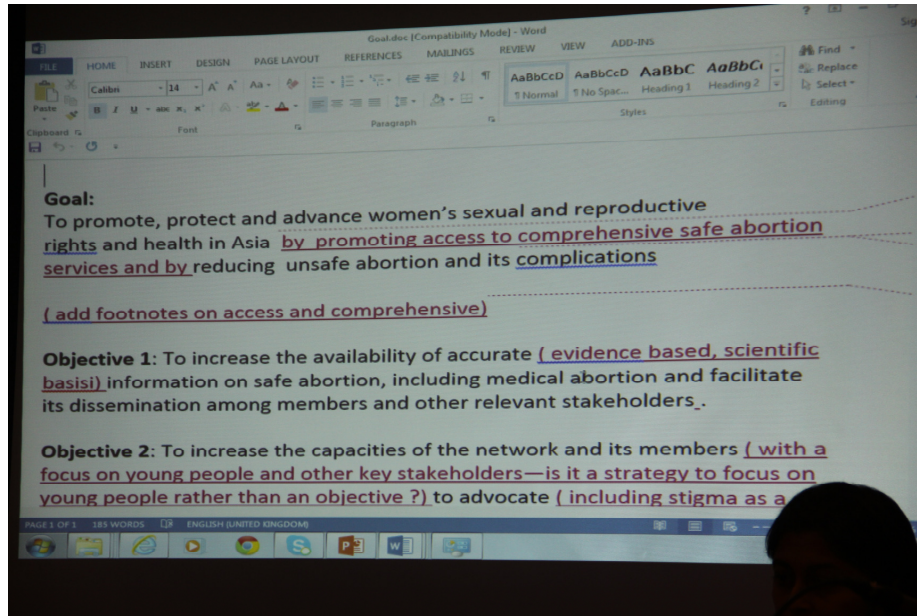 Goal.doc [Compatibility Mode] - Word
FILE HOME INSERT DESIGN PAGE LAYOUT REFERENCES MAILINGS REVIEW VIEW ADD-INS
Calibri 14 Aa
Find
Replace
Select
Paste
B I U abc
AaBbCcD AaBbCcD AaBbC AaBbC
¶ Normal ¶ No Spac... Heading 1 Heading 2
Clipboard Font Paragraph Styles Editing
Goal:
To promote, protect and advance women's sexual and reproductive
rights and health in Asia by promoting access to comprehensive safe abortion
services and by reducing unsafe abortion and its complications
( add footnotes on access and comprehensive)
Objective 1: To increase the availability of accurate ( evidence based, scientific
basisi) information on safe abortion, including medical abortion and facilitate
its dissemination among members and other relevant stakeholders .
Objective 2: To increase the capacities of the network and its members ( with a
focus on young people and other key stakeholders—is it a strategy to focus on
young people rather than an objective ?) to advocate ( including stigma as a
PAGE 1 OF 1 185 WORDS ENGLISH (UNITED KINGDOM)